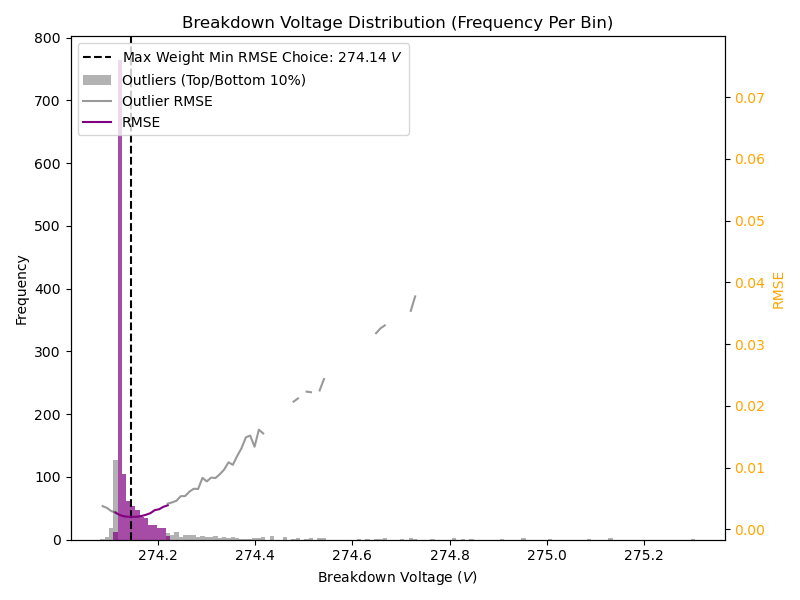 Breakdown Voltage Distribution (Frequency Per Bin)
Max Weight Min RMSE Choice: 274.14 V
Outliers (Top/Bottom 10%)
Outlier RMSE
RMSE
800
700
600
500
400
300
200
100
0
Frequency
0.07
0.06
0.05
0.04
0.03
0.02
0.01
0.00
RMSE
274.2 274.4 274.6 274.8 275.0 275.2
Breakdown Voltage (V)